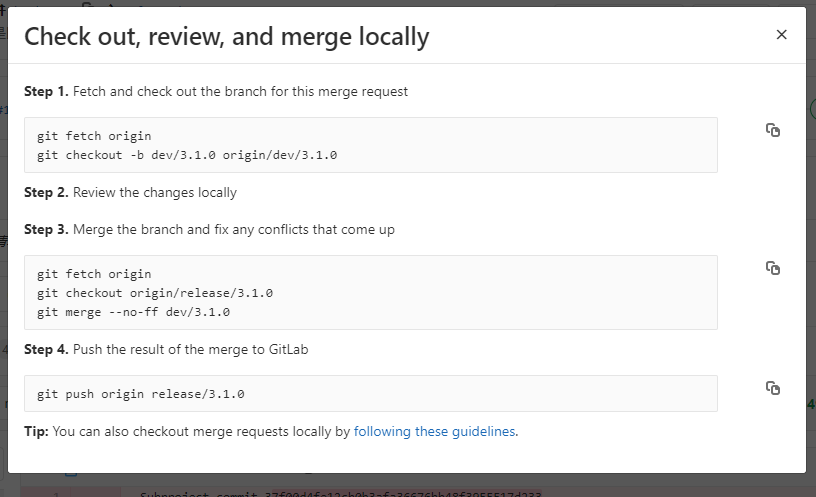 Check out, review, and merge locally
Step 1. Fetch and check out the branch for this merge request
git fetch origin
git checkout -b dev/3.1.0 origin/dev/3.1.0
Step 2. Review the changes locally
Step 3. Merge the branch and fix any conflicts that come up
git fetch origin
git checkout origin/release/3.1.0
git merge --no-ff dev/3.1.0
Step 4. Push the result of the merge to GitLab
git push origin release/3.1.0
Tip: You can also checkout merge requests locally by following these guidelines.
Subproject commit